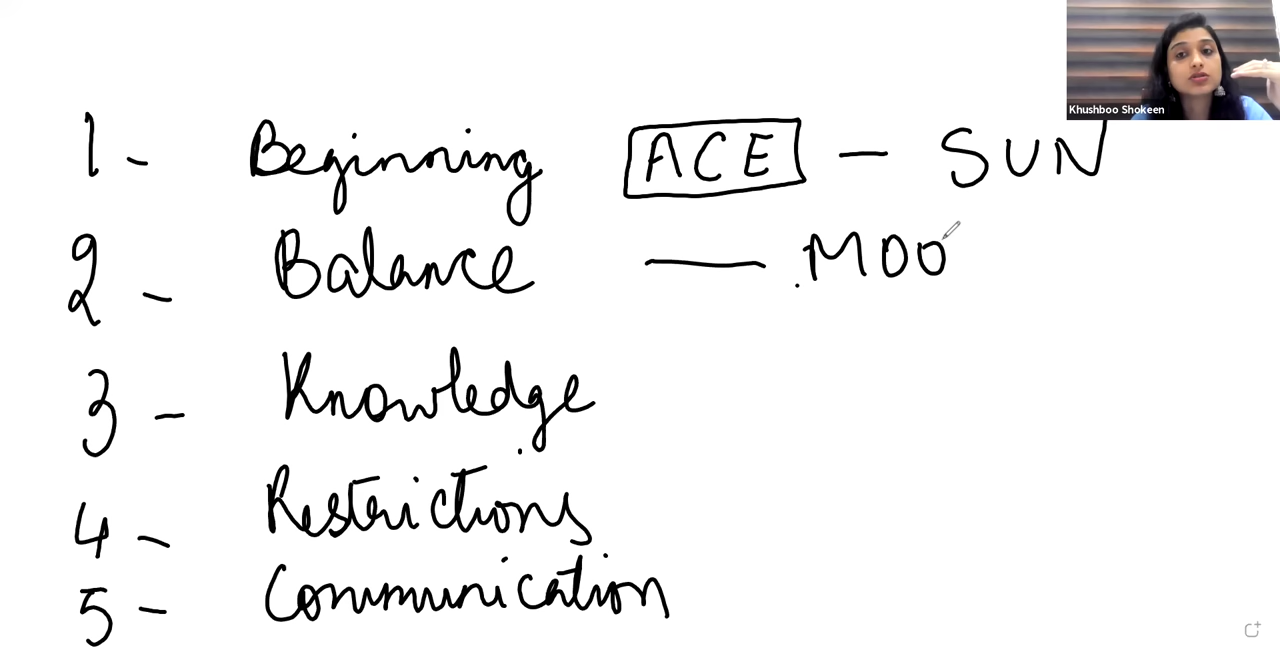 Khushboo Shokeen
1 - Beginning ACE - SUN
2 - Balance — MOO
3 - Knowledge
4 - Restrictions
5 - Communication